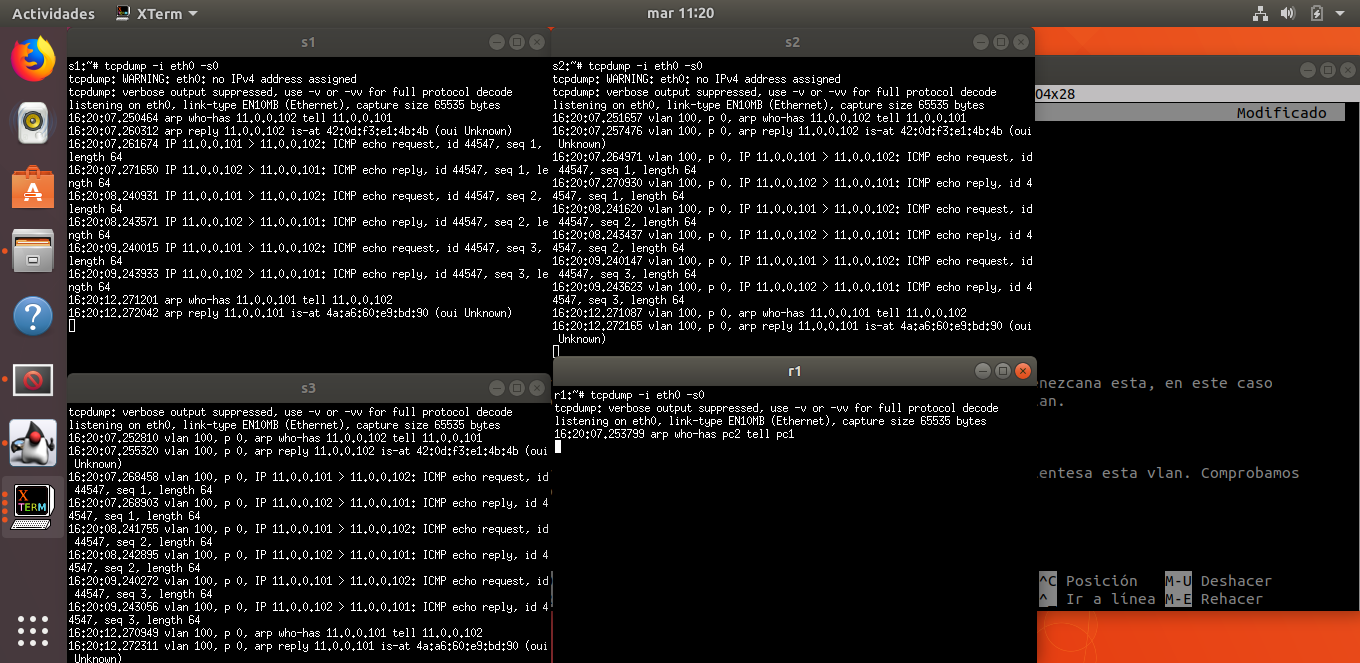 Actividades XTerm mar 11:20
s1
s1:~# tcpdump -i eth0 -s0
tcpdump: WARNING: eth0: no IPv4 address assigned
tcpdump: verbose output suppressed, use -v or -vv for full protocol decode
listening on eth0, link-type EN10MB (Ethernet), capture size 65535 bytes
16:20:07.250464 arp who-has 11.0.0.102 tell 11.0.0.101
16:20:07.260312 arp reply 11.0.0.102 is-at 42:0d:f3:e1:4b:4b (oui Unknown)
16:20:07.261674 IP 11.0.0.101 > 11.0.0.102: ICMP echo request, id 44547, seq 1,
length 64
16:20:07.271650 IP 11.0.0.102 > 11.0.0.101: ICMP echo reply, id 44547, seq 1, le
ngth 64
16:20:08.240931 IP 11.0.0.101 > 11.0.0.102: ICMP echo request, id 44547, seq 2,
length 64
16:20:08.243571 IP 11.0.0.102 > 11.0.0.101: ICMP echo reply, id 44547, seq 2, le
ngth 64
16:20:09.240015 IP 11.0.0.101 > 11.0.0.102: ICMP echo request, id 44547, seq 3,
length 64
16:20:09.243933 IP 11.0.0.102 > 11.0.0.101: ICMP echo reply, id 44547, seq 3, le
ngth 64
16:20:12.271201 arp who-has 11.0.0.101 tell 11.0.0.102
16:20:12.272042 arp reply 11.0.0.101 is-at 4a:a6:60:e9:bd:90 (oui Unknown)
s2
s2:~# tcpdump -i eth0 -s0
tcpdump: WARNING: eth0: no IPv4 address assigned
tcpdump: verbose output suppressed, use -v or -vv for full protocol decode
listening on eth0, link-type EN10MB (Ethernet), capture size 65535 bytes
16:20:07.251657 vlan 100, p 0, arp who-has 11.0.0.102 tell 11.0.0.101
16:20:07.257476 vlan 100, p 0, arp reply 11.0.0.102 is-at 42:0d:f3:e1:4b:4b (oui
Unknown)
16:20:07.264971 vlan 100, p 0, IP 11.0.0.101 > 11.0.0.102: ICMP echo request, id
44547, seq 1, length 64
16:20:07.270930 vlan 100, p 0, IP 11.0.0.102 > 11.0.0.101: ICMP echo reply, id 4
4547, seq 1, length 64
16:20:08.241620 vlan 100, p 0, IP 11.0.0.101 > 11.0.0.102: ICMP echo request, id
44547, seq 2, length 64
16:20:08.243437 vlan 100, p 0, IP 11.0.0.102 > 11.0.0.101: ICMP echo reply, id 4
4547, seq 2, length 64
16:20:09.240147 vlan 100, p 0, IP 11.0.0.101 > 11.0.0.102: ICMP echo request, id
44547, seq 3, length 64
16:20:09.243623 vlan 100, p 0, IP 11.0.0.102 > 11.0.0.101: ICMP echo reply, id 4
4547, seq 3, length 64
16:20:12.271087 vlan 100, p 0, arp who-has 11.0.0.101 tell 11.0.0.102
16:20:12.272165 vlan 100, p 0, arp reply 11.0.0.101 is-at 4a:a6:60:e9:bd:90 (oui
Unknown)
s3
tcpdump: verbose output suppressed, use -v or -vv for full protocol decode
listening on eth0, link-type EN10MB (Ethernet), capture size 65535 bytes
16:20:07.252810 vlan 100, p 0, arp who-has 11.0.0.102 tell 11.0.0.101
16:20:07.255320 vlan 100, p 0, arp reply 11.0.0.102 is-at 42:0d:f3:e1:4b:4b (oui
Unknown)
16:20:07.268458 vlan 100, p 0, IP 11.0.0.101 > 11.0.0.102: ICMP echo request, id
44547, seq 1, length 64
16:20:07.268903 vlan 100, p 0, IP 11.0.0.102 > 11.0.0.101: ICMP echo reply, id 4
4547, seq 1, length 64
16:20:08.241755 vlan 100, p 0, IP 11.0.0.101 > 11.0.0.102: ICMP echo request, id
44547, seq 2, length 64
16:20:08.242895 vlan 100, p 0, IP 11.0.0.102 > 11.0.0.101: ICMP echo reply, id 4
4547, seq 2, length 64
16:20:09.240272 vlan 100, p 0, IP 11.0.0.101 > 11.0.0.102: ICMP echo request, id
44547, seq 3, length 64
16:20:09.243056 vlan 100, p 0, IP 11.0.0.102 > 11.0.0.101: ICMP echo reply, id 4
4547, seq 3, length 64
16:20:12.270949 vlan 100, p 0, arp who-has 11.0.0.101 tell 11.0.0.102
16:20:12.272311 vlan 100, p 0, arp reply 11.0.0.101 is-at 4a:a6:60:e9:bd:90 (oui
Unknown)
r1
r1:~# tcpdump -i eth0 -s0
tcpdump: verbose output suppressed, use -v or -vv for full protocol decode
listening on eth0, link-type EN10MB (Ethernet), capture size 65535 bytes
16:20:07.253799 arp who-has pc2 tell pc1
04x28
Modificado
nezcana esta, en este caso
an.
entesa esta vlan. Comprobamos
^C Posición M-U Deshacer
^_ Ir a línea M-E Rehacer
X
TERM